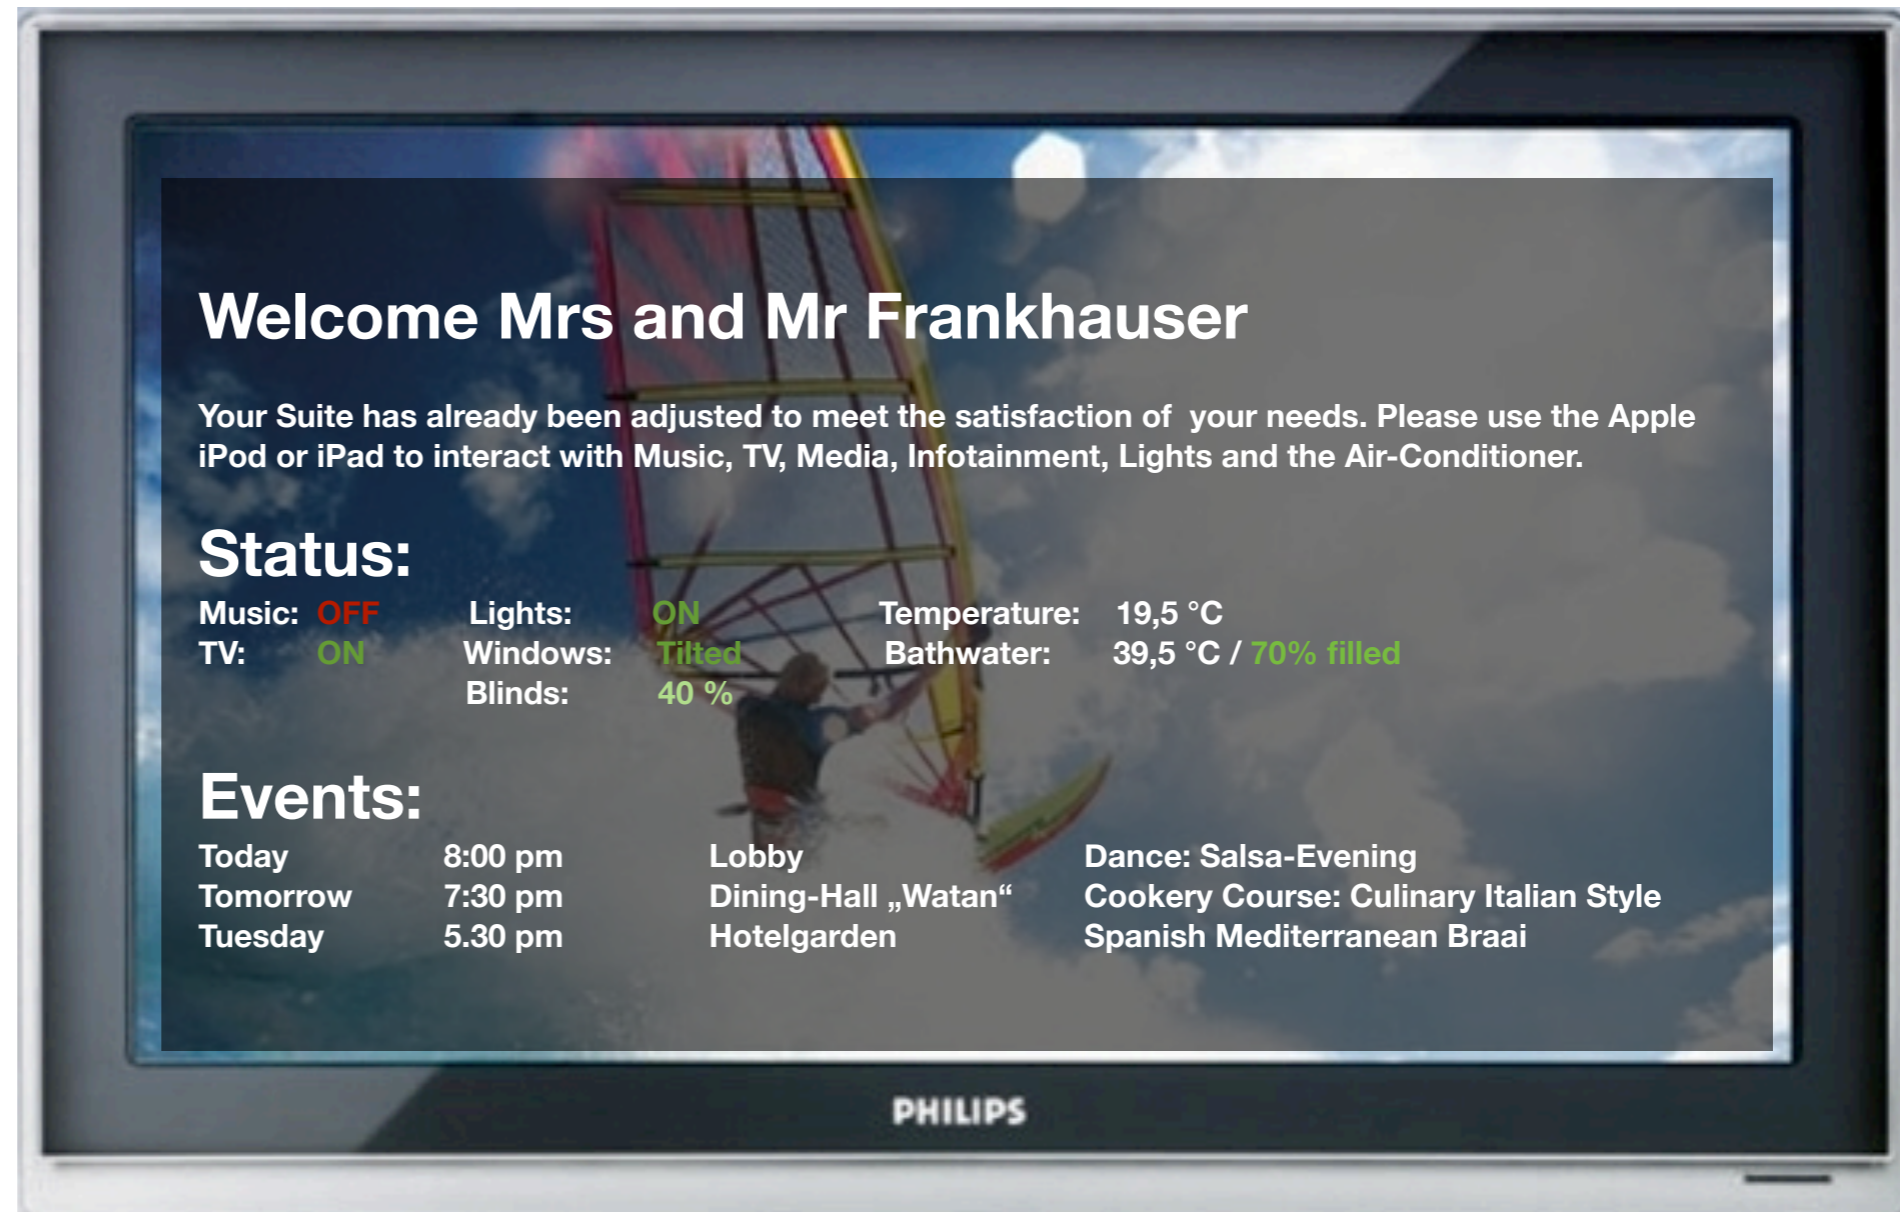 Welcome Mrs and Mr Frankhauser
Your Suite has already been adjusted to meet the satisfaction of  your needs. Please use the Apple
iPod or iPad to interact with Music, TV, Media, Infotainment, Lights and the Air-Conditioner.
Status:
Music: OFF Lights: ON Temperature: 19,5 °C
TV: ON Windows: Tilted Bathwater: 39,5 °C / 70% filled
Blinds: 40 %
Events:
Today 8:00 pm Lobby Dance: Salsa-Evening
Tomorrow 7:30 pm Dining-Hall „Watan“ Cookery Course: Culinary Italian Style
Tuesday 5.30 pm Hotelgarden Spanish Mediterranean Braai
PHILIPS